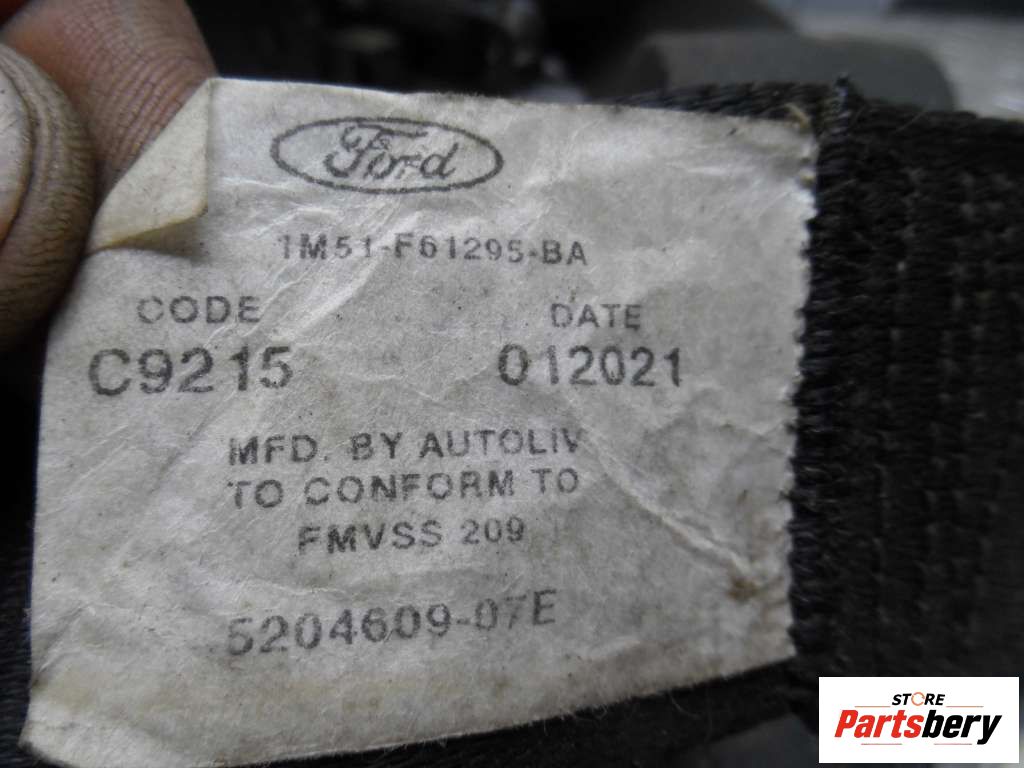 Ford
1M51-F61295-BA
CODE DATE
C9215 012021
MFD. BY AUTOLIV
TO CONFORM TO
FMVSS 209
5204609-07E
STORE
Partsbery